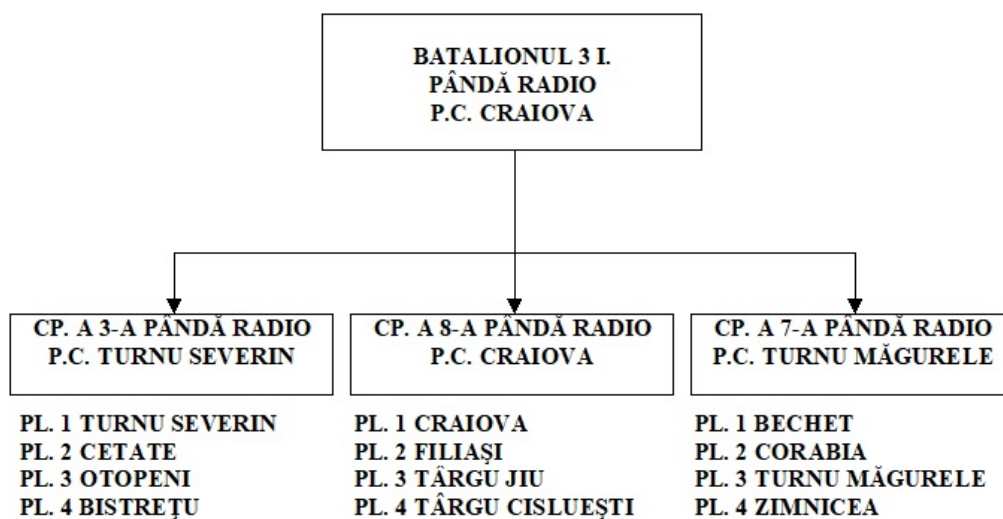 BATALIONUL 3 I.
PÂNDĂ RADIO
P.C. CRAIOVA
CP. A 3-A PÂNDĂ RADIO
P.C. TURNU SEVERIN
CP. A 8-A PÂNDĂ RADIO
P.C. CRAIOVA
CP. A 7-A PÂNDĂ RADIO
P.C. TURNU MĂGURELE
PL. 1 TURNU SEVERIN
PL. 2 CETATE
PL. 3 OTOPENI
PL. 4 BISTREŢU
PL. 1 CRAIOVA
PL. 2 FILIAŞI
PL. 3 TÂRGU JIU
PL. 4 TÂRGU CISLUEŞTI
PL. 1 BECHET
PL. 2 CORABIA
PL. 3 TURNU MĂGURELE
PL. 4 ZIMNICEA